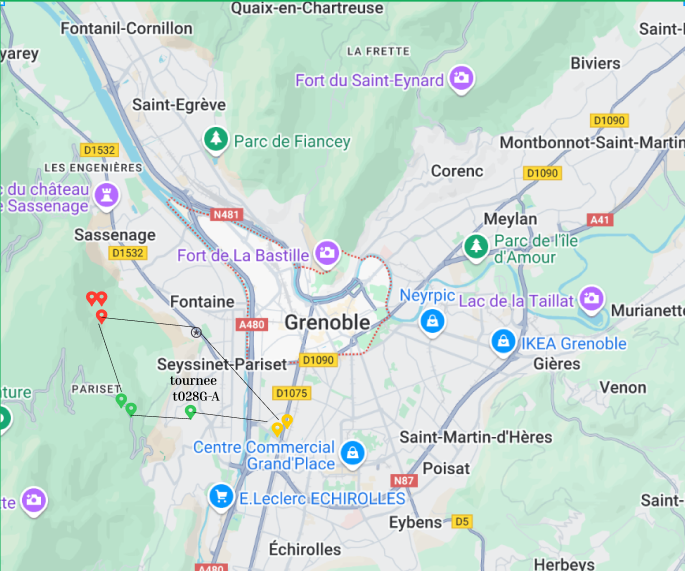 Quaix-en-Chartreuse
Fontanil-Cornillon
Saint-
LA FRETTE
yarey
Biviers
Fort du Saint-Eynard
Saint-Egrève
D1090
Parc de Fiancey
Montbonnot-Saint-Martin
D1532
LES ENGENIÈRES
Corenc
D1090
c du château
e Sassenage
N481
Meylan
A41
Sassenage
Parc de l'île
d'Amour
D1532
Fort de La Bastille
Neyrpic
Lac de la Taillat
Fontaine
Murianette
A480
Grenoble
IKEA Grenoble
Seyssinet-Pariset
D1090
Gières
tournee
t028G-A
PARISET
D1075
Venon
ature
Saint-Martin-d'Hères
Centre Commercial
Grand'Place
Poisat
N87
tte
E.Leclerc ECHIROLLES
Saint-
Eybens
D5
Échirolles
Herbeys
A480